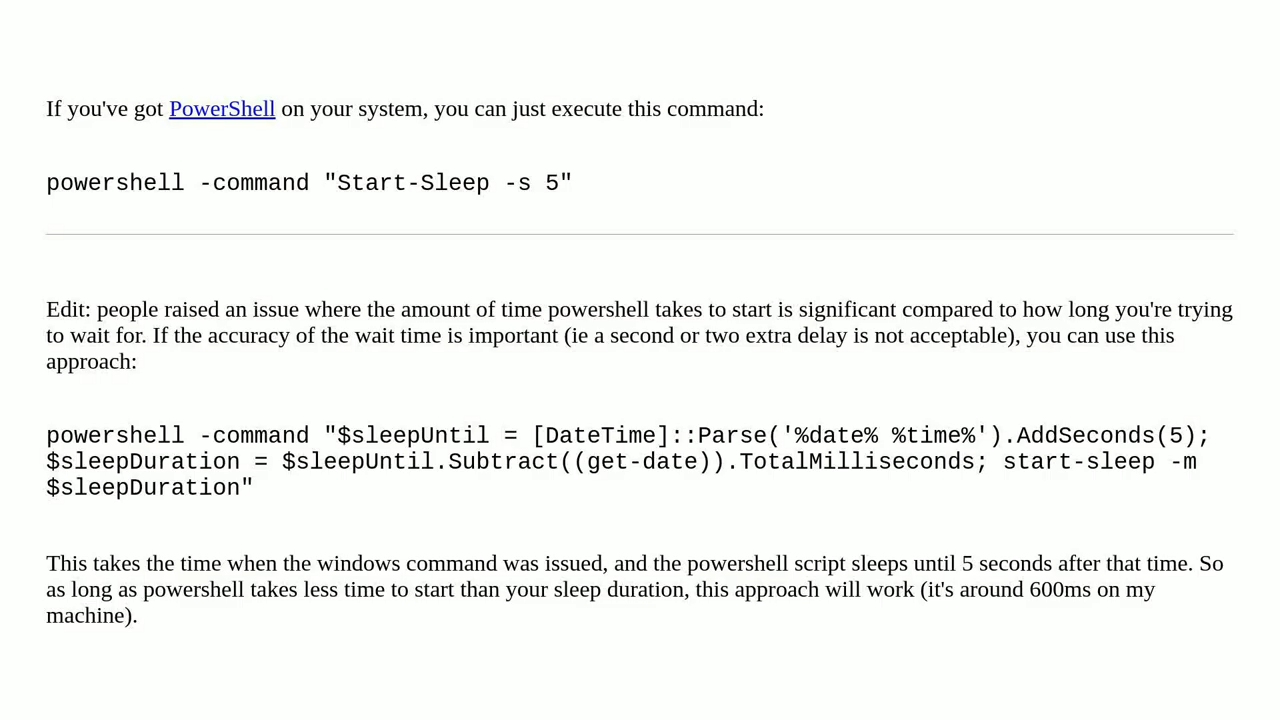 If you've got PowerShell on your system, you can just execute this command:
powershell -command "Start-Sleep -s 5"
Edit: people raised an issue where the amount of time powershell takes to start is significant compared to how long you're trying
to wait for. If the accuracy of the wait time is important (ie a second or two extra delay is not acceptable), you can use this
approach:
powershell -command "$sleepUntil = [DateTime]::Parse('%date% %time%').AddSeconds(5);
$sleepDuration = $sleepUntil.Subtract((get-date)).TotalMilliseconds; start-sleep -m
$sleepDuration"
This takes the time when the windows command was issued, and the powershell script sleeps until 5 seconds after that time. So
as long as powershell takes less time to start than your sleep duration, this approach will work (it's around 600ms on my
machine).